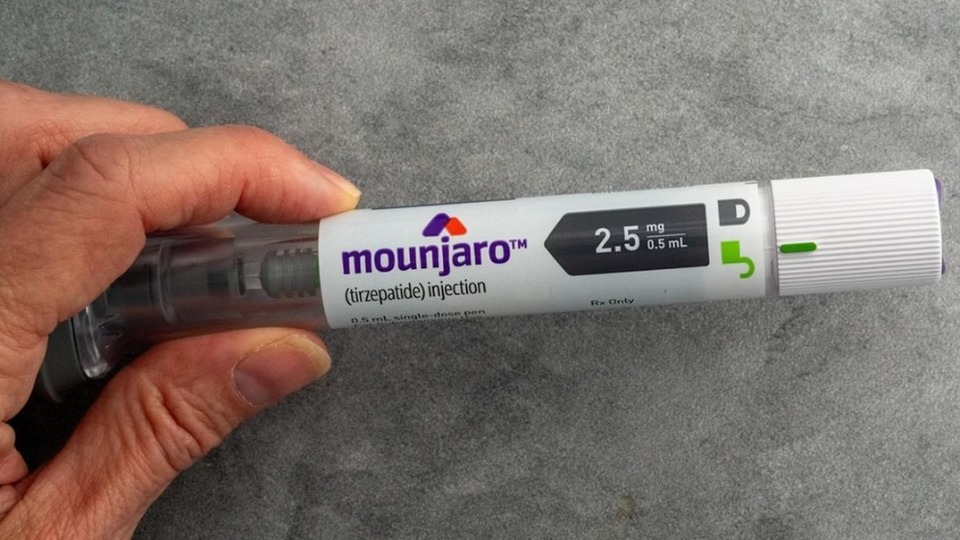 mounjaro™
(tirzepatide) injection
0.5 mL single-dose pen
2.5 mg
0.5 mL
Rx Only